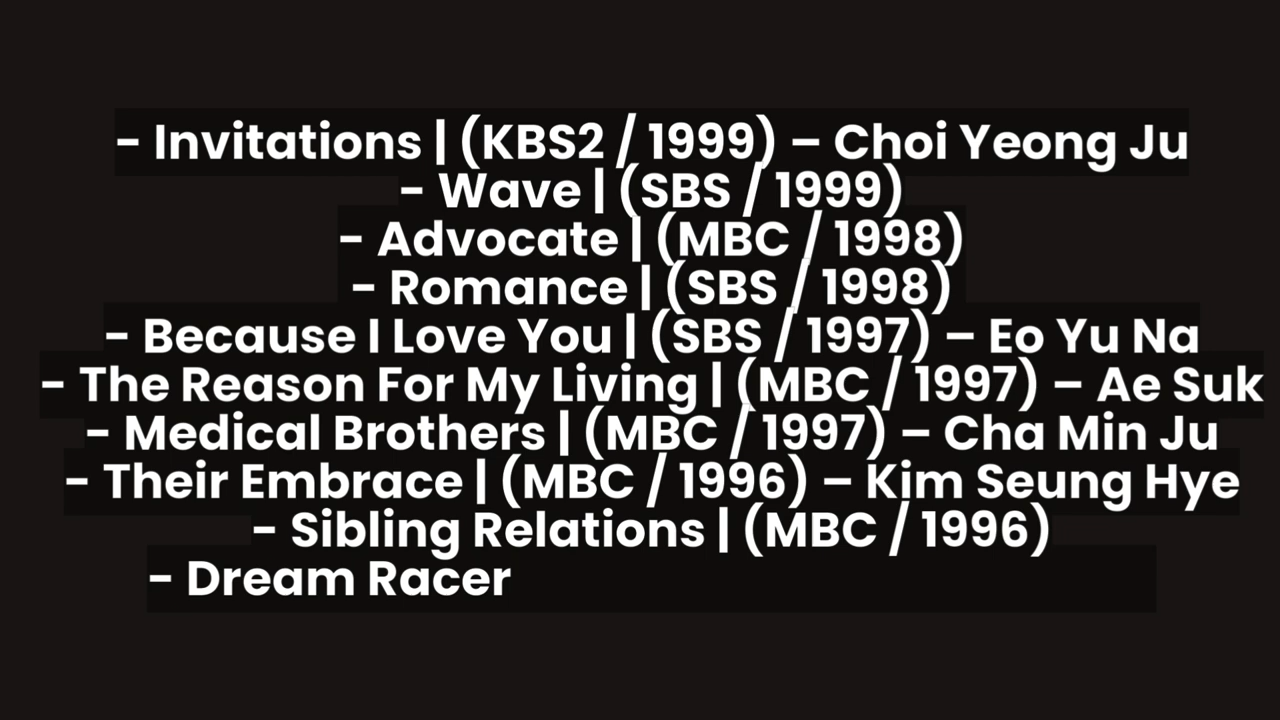 - Invitations | (KBS2 / 1999) – Choi Yeong Ju
- Wave | (SBS / 1999)
- Advocate | (MBC / 1998)
- Romance | (SBS / 1998)
- Because I Love You | (SBS / 1997) – Eo Yu Na
- The Reason For My Living | (MBC / 1997) – Ae Suk
- Medical Brothers | (MBC / 1997) – Cha Min Ju
- Their Embrace | (MBC / 1996) – Kim Seung Hye
- Sibling Relations | (MBC / 1996)
- Dream Racer